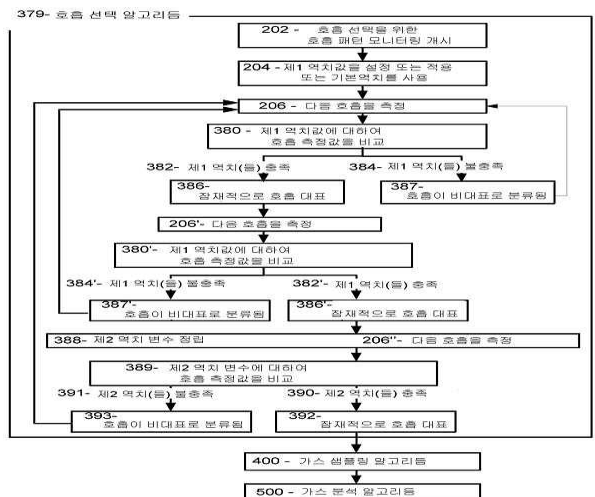 379- 호흡 선택 알고리듬
202 - 호흡 선택을 위한
호흡 패턴 모니터링 개시
204 - 제1 역치값을 설정 또는 적용
또는 기본역치를 사용
206 - 다음 호흡을 측정
380 - 제1 역치값에 대하여
호흡 측정값을 비교
382- 제1 역치(들) 충족
384- 제1 역치(들) 불충족
386-
잠재적으로 호흡 대표
387-
호흡이 비대표로 분류됨
206'- 다음 호흡을 측정
380'- 제1 역치값에 대하여
호흡 측정값을 비교
384'- 제1 역치(들) 불충족
382'- 제1 역치(들) 충족
387'-
호흡이 비대표로 분류됨
386'-
잠재적으로 호흡 대표
388- 제2 역치 변수 정립
206''- 다음 호흡을 측정
389- 제2 역치 변수에 대하여
호흡 측정값을 비교
391- 제2 역치(들) 불충족
390- 제2 역치(들) 충족
393-
호흡이 비대표로 분류됨
392-
잠재적으로 호흡 대표
400 - 가스 샘플링 알고리듬
500 - 가스 분석 알고리듬